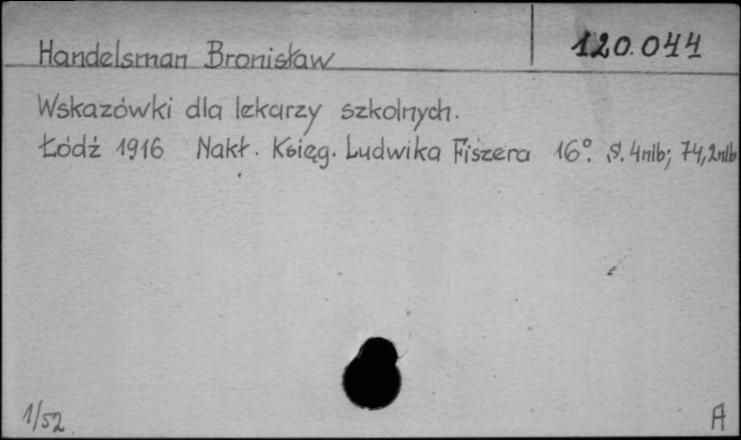 Handelsman Bronisław 120.044
Wskazówki dla lekarzy szkolnych.
Łódź 1916 Nakł. Księg. Ludwika Fiszera 16°. S. 4nlb; 74,2nlb
1/52 A